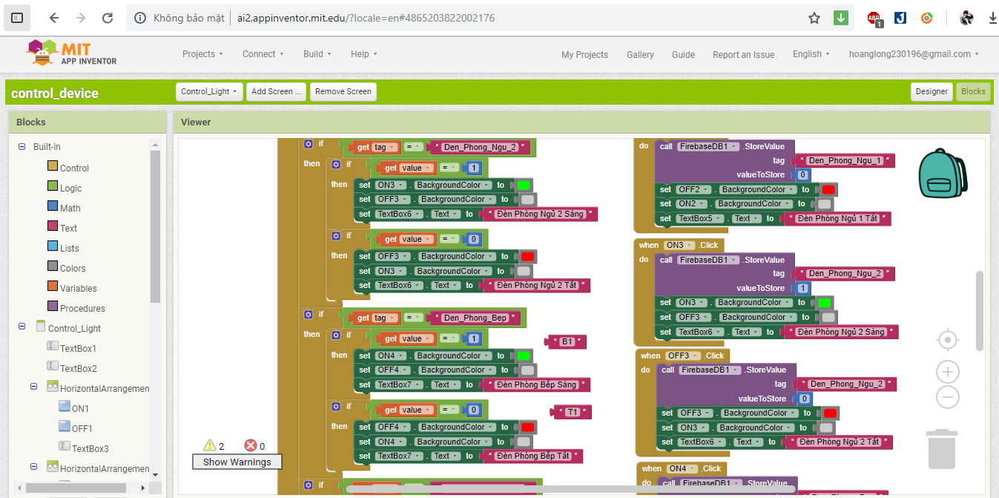 Không bảo mật | ai2.appinventor.mit.edu/?locale=en#4865203822002176
ABP 1
MIT
APP INVENTOR
Projects Connect Build Help My Projects Gallery Guide Report an Issue English hoanglong230196@gmail.com
control_device Control_Light Add Screen ... Remove Screen Designer Blocks
Blocks
Built-in
Control
Logic
Math
Text
Lists
Colors
Variables
Procedures
Control_Light
TextBox1
TextBox2
HorizontalArrangemen
ON1
OFF1
TextBox3
HorizontalArrangemen
Viewer
if get tag = " Den_Phong_Ngu_2 "
then if get value = 1
then set ON3 . BackgroundColor to
set OFF3 . BackgroundColor to
set TextBox6 . Text to " Đèn Phòng Ngủ 2 Sáng "
if get value = 0
then set OFF3 . BackgroundColor to
set ON3 . BackgroundColor to
set TextBox6 . Text to " Đèn Phòng Ngủ 2 Tắt "
if get tag = " Den_Phong_Bep "
then if get value = 1
then set ON4 . BackgroundColor to
set OFF4 . BackgroundColor to
set TextBox7 . Text to " Đèn Phòng Bếp Sáng "
if get value = 0
then set OFF4 . BackgroundColor to
set ON4 . BackgroundColor to
set TextBox7 . Text to " Đèn Phòng Bếp Tắt "
if
" B1 "
" T1 "
do call FirebaseDB1 .StoreValue
tag " Den_Phong_Ngu_1 "
valueToStore 0
set OFF2 . BackgroundColor to
set ON2 . BackgroundColor to
set TextBox5 . Text to " Đèn Phòng Ngủ 1 Tắt "
when ON3 .Click
do call FirebaseDB1 .StoreValue
tag " Den_Phong_Ngu_2 "
valueToStore 1
set ON3 . BackgroundColor to
set OFF3 . BackgroundColor to
set TextBox6 . Text to " Đèn Phòng Ngủ 2 Sáng "
when OFF3 .Click
do call FirebaseDB1 .StoreValue
tag " Den_Phong_Ngu_2 "
valueToStore 0
set OFF3 . BackgroundColor to
set ON3 . BackgroundColor to
set TextBox6 . Text to " Đèn Phòng Ngủ 2 Tắt "
when ON4 .Click
do call FirebaseDB1 .StoreValue
2 0
Show Warnings